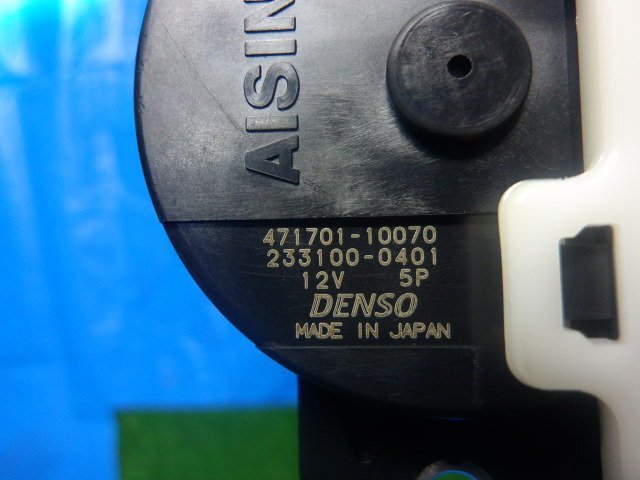 AISIN
471701-10070
233100-0401
12V 5P
DENSO
MADE IN JAPAN